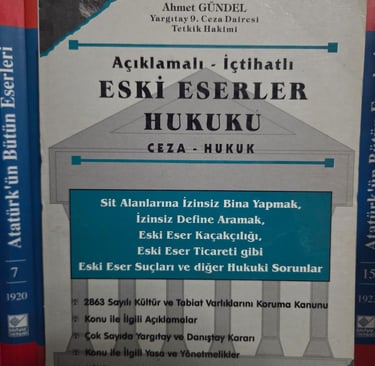 Ahmet GÜNDEL
Yargıtay 9. Ceza Dairesi
Tetkik Hakimi
Açıklamalı - İçtihatlı
ESKİ ESERLER
HUKUKU
CEZA - HUKUK
Sit Alanlarına İzinsiz Bina Yapmak,
İzinsiz Define Aramak,
Eski Eser Kaçakçılığı,
Eski Eser Ticareti gibi
Eski Eser Suçları ve diğer Hukuki Sorunlar
2863 Sayılı Kültür ve Tabiat Varlıklarını Koruma Kanunu
Konu ile İlgili Açıklamalar
Çok Sayıda Yargıtay ve Danıştay Kararı
Konu ile İlgili Yasa ve Yönetmelikler
Atatürk'ün Bütün Eserleri
7
1920
15